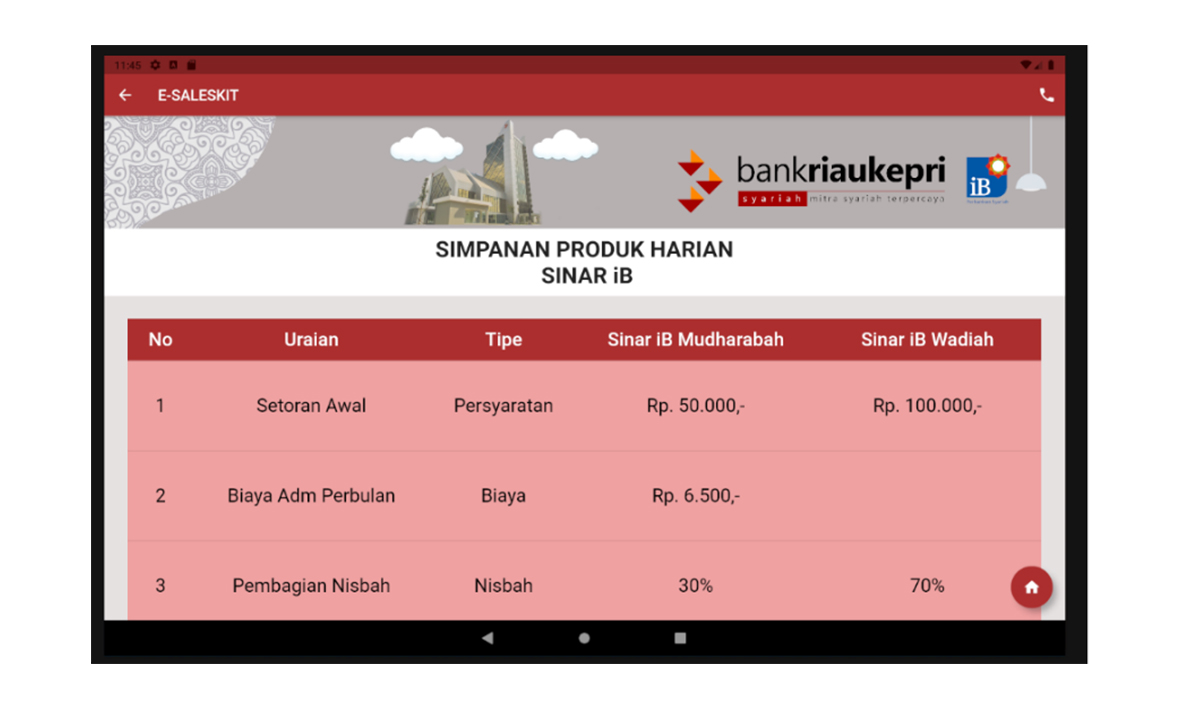 11:45
E-SALESKIT
bankriaukepri
syariah mitra syariah terpercaya
iB
SIMPANAN PRODUK HARIAN
SINAR iB
No Uraian Tipe Sinar iB Mudharabah Sinar iB Wadiah
1 Setoran Awal Persyaratan Rp. 50.000,- Rp. 100.000,-
2 Biaya Adm Perbulan Biaya Rp. 6.500,-
3 Pembagian Nisbah Nisbah 30% 70%